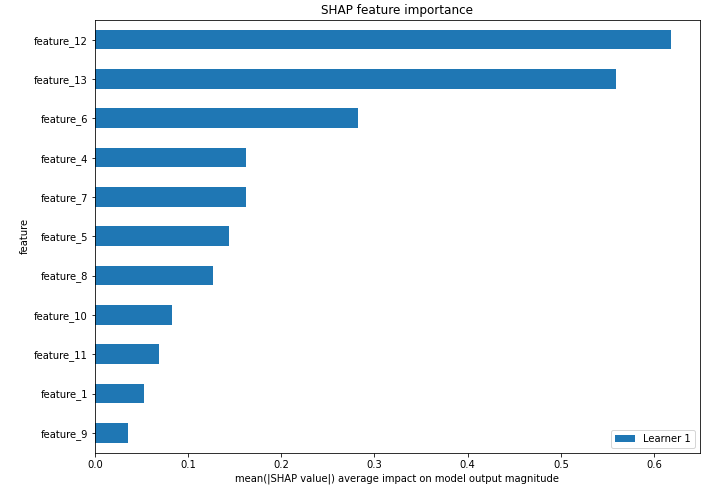 SHAP feature importance
feature_12
feature_13
feature_6
feature_4
feature_7
feature_5
feature_8
feature_10
feature_11
feature_1
feature_9
feature
Learner 1
0.0 0.1 0.2 0.3 0.4 0.5 0.6
mean(|SHAP value|) average impact on model output magnitude